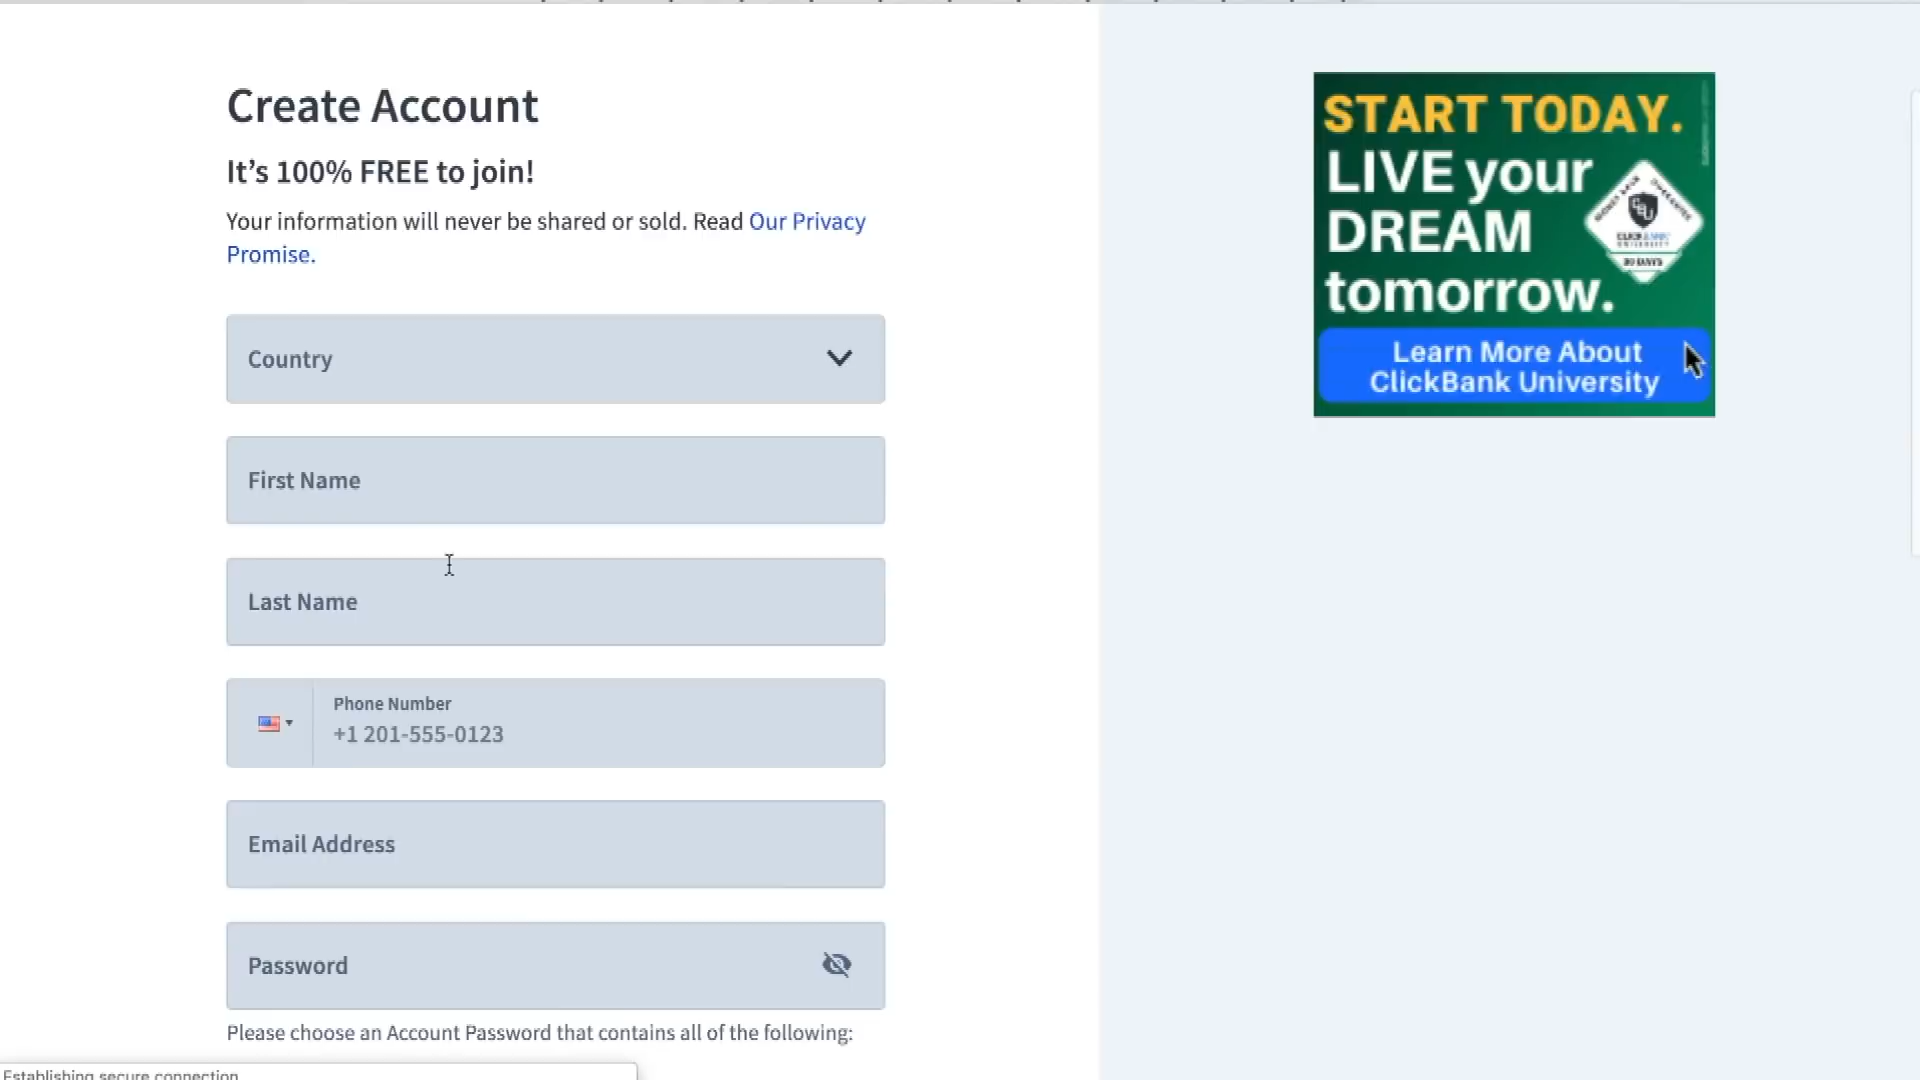 Create Account
It’s 100% FREE to join!
Your information will never be shared or sold. Read Our Privacy
Promise.
Country
First Name
Last Name
Phone Number
+1 201-555-0123
Email Address
Password
Please choose an Account Password that contains all of the following:
Establishing secure connection
START TODAY.
LIVE your
DREAM
tomorrow.
CBU
CLICKBANK
UNIVERSITY
Learn More About
ClickBank University